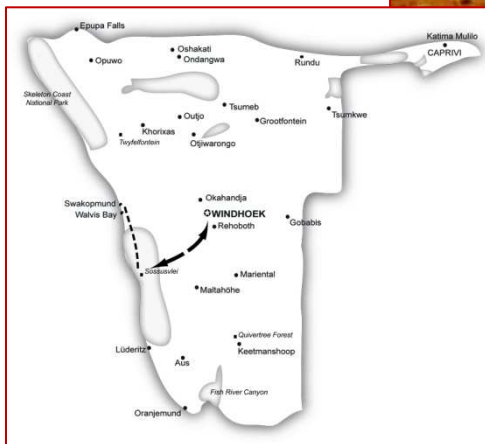 Epupa Falls
Katima Mulilo
CAPRIVI
Oshakati
Ondangwa
Opuwo
Rundu
Skeleton Coast
National Park
Tsumeb
Tsumkwe
Outjo
Grootfontein
Khorixas
Twyfelfontein
Otjiwarongo
Okahandja
Swakopmund
WINDHOEK
Walvis Bay
Gobabis
Rehoboth
Sossusvlei
Mariental
Maltahöhe
Quivertree Forest
Lüderitz
Keetmanshoop
Aus
Fish River Canyon
Oranjemund